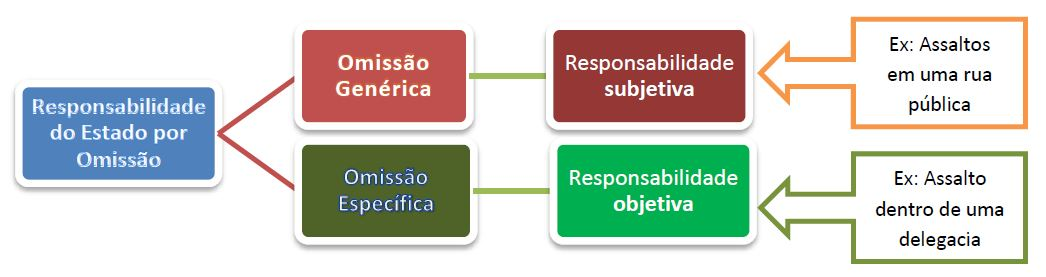 Responsabilidade
do Estado por
Omissão
Omissão
Genérica
Responsabilidade
subjetiva
Ex: Assaltos
em uma rua
pública
Omissão
Específica
Responsabilidade
objetiva
Ex: Assalto
dentro de uma
delegacia